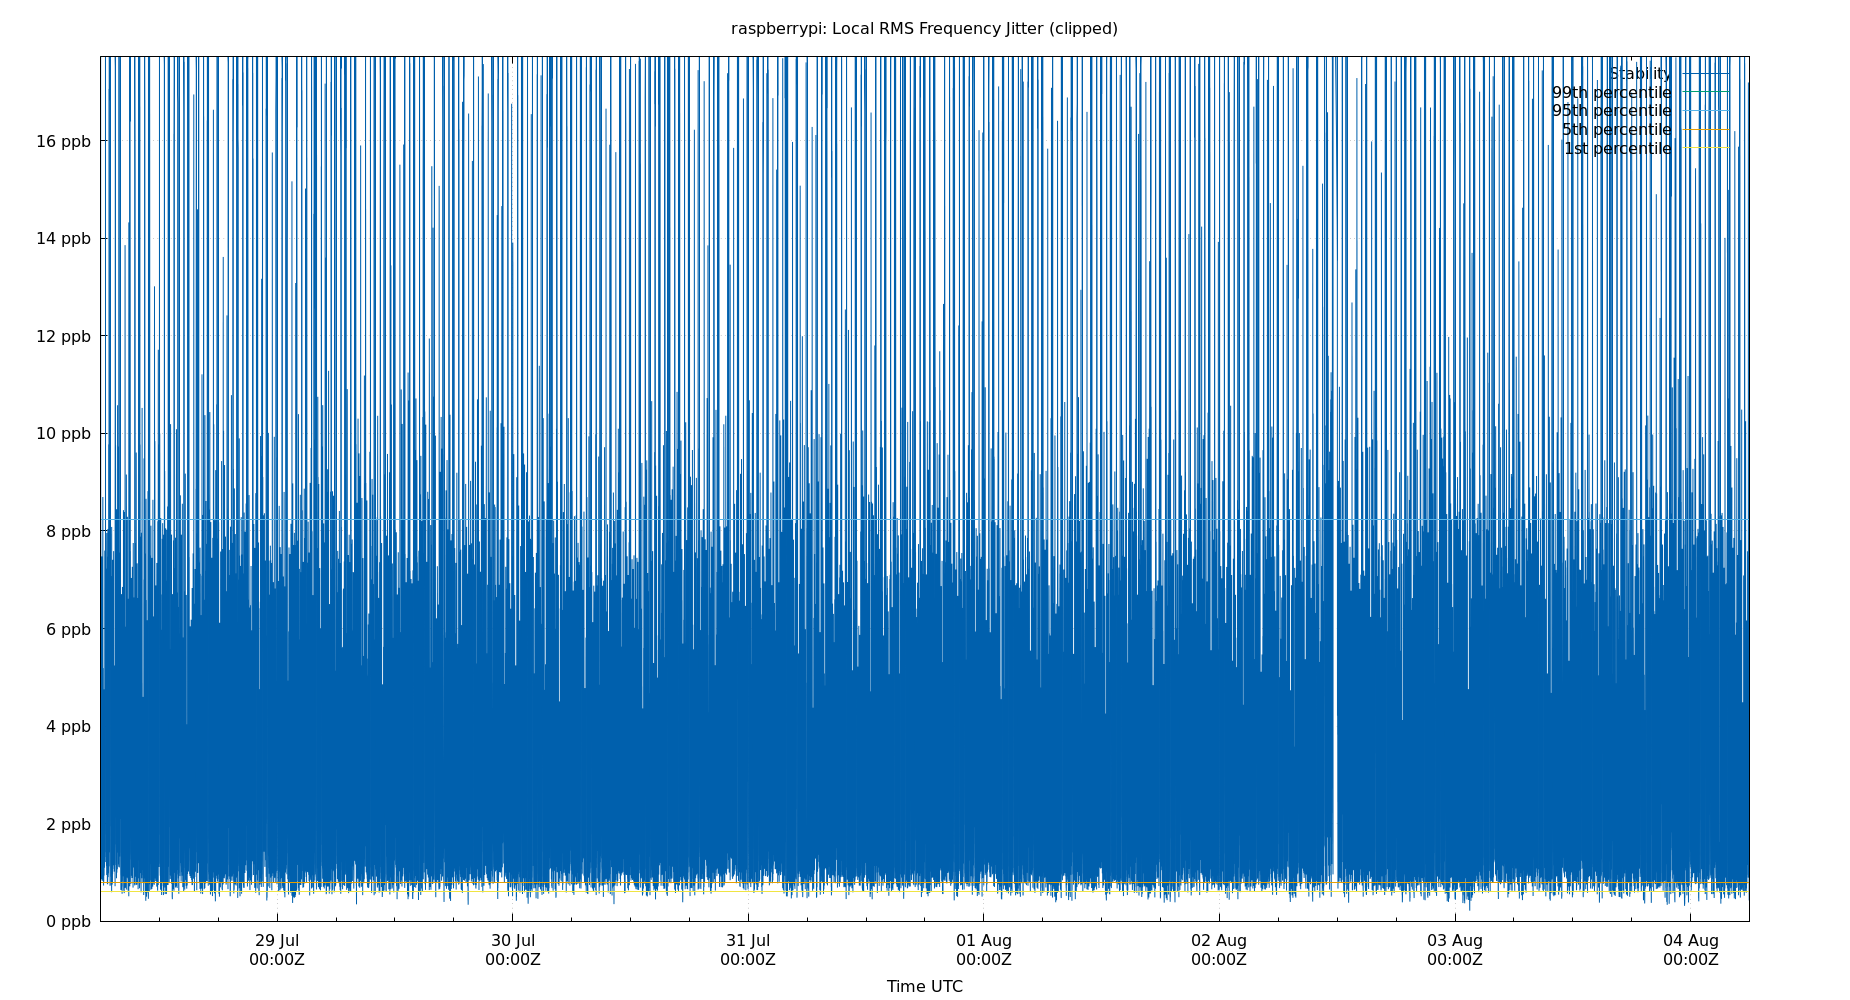 raspberrypi: Local RMS Frequency Jitter (clipped)
Stability
99th percentile
95th percentile
5th percentile
1st percentile
16 ppb
14 ppb
12 ppb
10 ppb
8 ppb
6 ppb
4 ppb
2 ppb
0 ppb
29 Jul 30 Jul 31 Jul 01 Aug 02 Aug 03 Aug 04 Aug
00:00Z 00:00Z 00:00Z 00:00Z 00:00Z 00:00Z 00:00Z
Time UTC